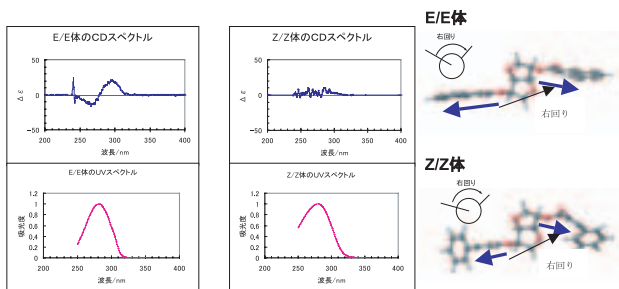 E/E体のCDスペクトル
50
0
−50
Δε
200
250
300
350
400
波長/nm
Z/Z体のCDスペクトル
50
0
−50
Δε
200
250
300
350
400
波長/nm
E/E体のUVスペクトル
1.2
1
0.8
0.6
0.4
0.2
0
吸光度
200
250
300
350
400
波長/nm
Z/Z体のUVスペクトル
1.2
1
0.8
0.6
0.4
0.2
0
吸光度
200
250
300
350
400
波長/nm
E/E体
右回り
右回り
Z/Z体
右回り
右回り